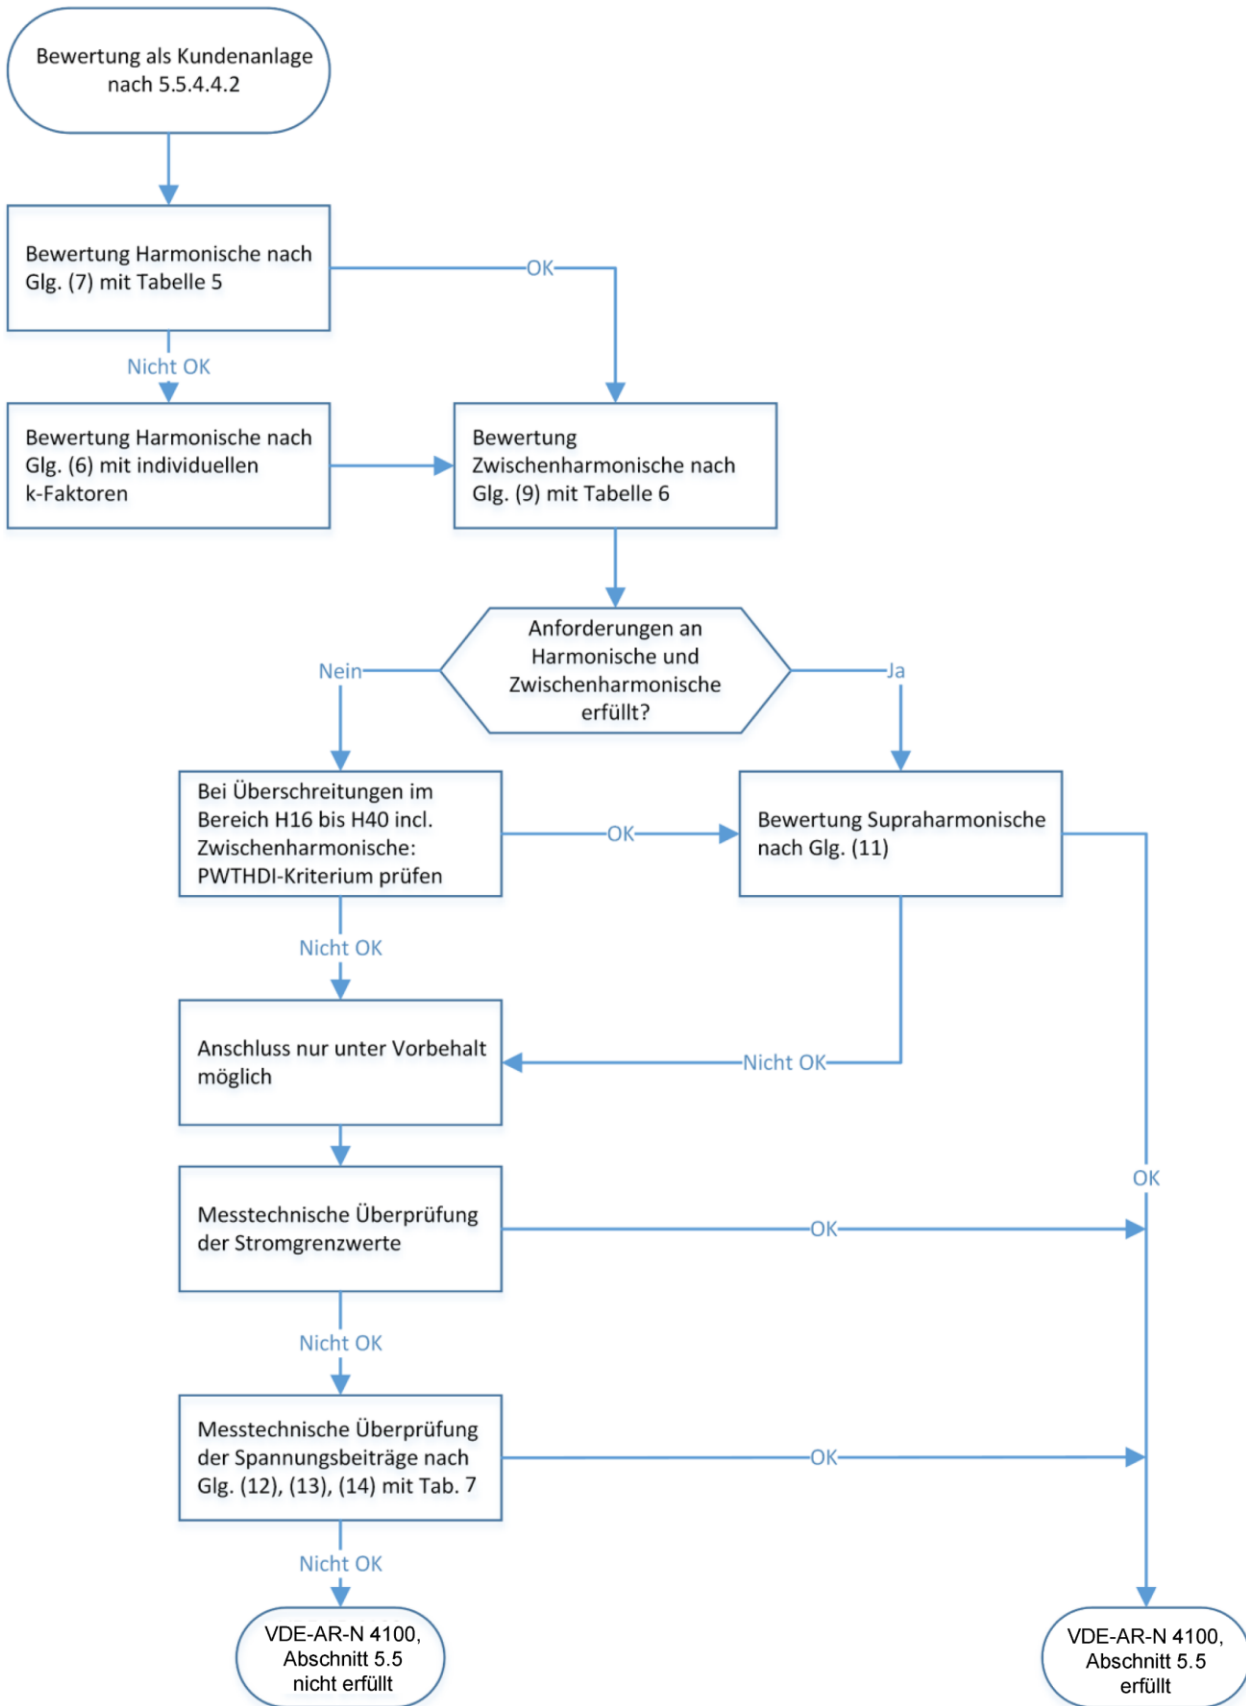 Bewertung als Kundenanlage
nach 5.5.4.4.2
Bewertung Harmonische nach
Glg. (7) mit Tabelle 5
OK
Nicht OK
Bewertung Harmonische nach
Glg. (6) mit individuellen
k-Faktoren
Bewertung
Zwischenharmonische nach
Glg. (9) mit Tabelle 6
Anforderungen an
Harmonische und
Zwischenharmonische
erfüllt?
Nein
Ja
Bei Überschreitungen im
Bereich H16 bis H40 incl.
Zwischenharmonische:
PWTHDI-Kriterium prüfen
OK
Bewertung Supraharmonische
nach Glg. (11)
Nicht OK
Anschluss nur unter Vorbehalt
möglich
Nicht OK
OK
Messtechnische Überprüfung
der Stromgrenzwerte
OK
Nicht OK
Messtechnische Überprüfung
der Spannungsbeiträge nach
Glg. (12), (13), (14) mit Tab. 7
OK
Nicht OK
VDE-AR-N 4100,
Abschnitt 5.5
nicht erfüllt
VDE-AR-N 4100,
Abschnitt 5.5
erfüllt